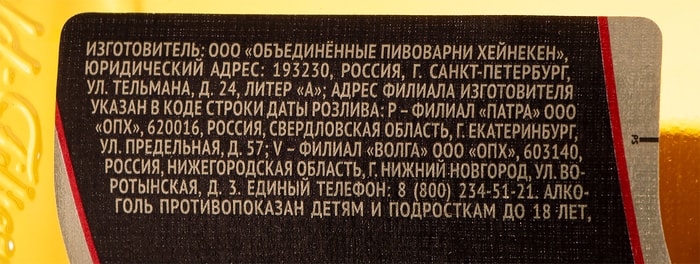 ИЗГОТОВИТЕЛЬ: ООО «ОБЪЕДИНЁННЫЕ ПИВОВАРНИ ХЕЙНЕКЕН»,
ЮРИДИЧЕСКИЙ АДРЕС: 193230, РОССИЯ, Г. САНКТ-ПЕТЕРБУРГ,
УЛ. ТЕЛЬМАНА, Д. 24, ЛИТЕР «А»; АДРЕС ФИЛИАЛА ИЗГОТОВИТЕЛЯ
УКАЗАН В КОДЕ СТРОКИ ДАТЫ РОЗЛИВА: Р – ФИЛИАЛ «ПАТРА» ООО
«ОПХ», 620016, РОССИЯ, СВЕРДЛОВСКАЯ ОБЛАСТЬ, Г. ЕКАТЕРИНБУРГ,
УЛ. ПРЕДЕЛЬНАЯ, Д. 57; V – ФИЛИАЛ «ВОЛГА» ООО «ОПХ», 603140,
РОССИЯ, НИЖЕГОРОДСКАЯ ОБЛАСТЬ, Г. НИЖНИЙ НОВГОРОД, УЛ. ВО-
РОТЫНСКАЯ, Д. 3. ЕДИНЫЙ ТЕЛЕФОН: 8 (800) 234-51-21. АЛКО-
ГОЛЬ ПРОТИВОПОКАЗАН ДЕТЯМ И ПОДРОСТКАМ ДО 18 ЛЕТ,